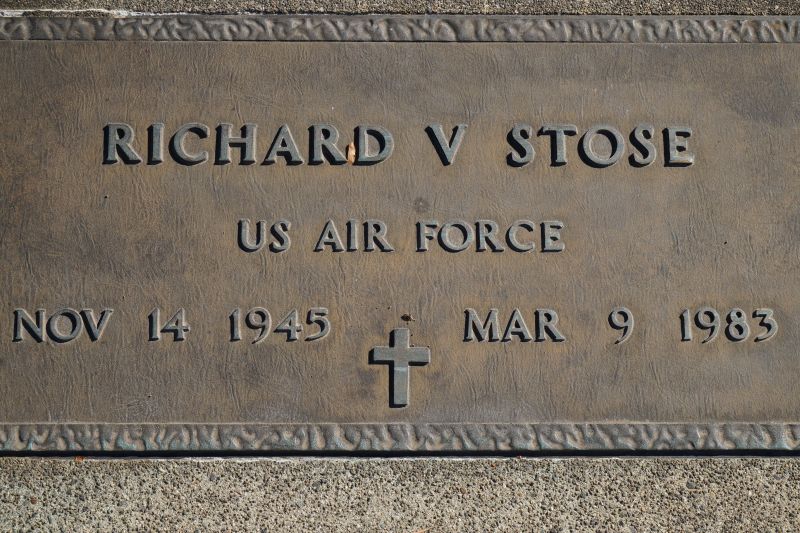 RICHARD V STOSE
US AIR FORCE
NOV 14 1945 MAR 9 1983